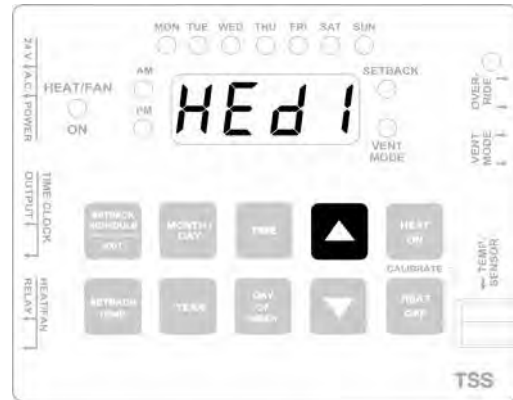 MON TUE WED THU FRI SAT SUN
24 V A.C. POWER
HEAT/FAN
ON
AM
PM
HEd1
SETBACK
VENT
MODE
OVER-
RIDE
VENT
MODE
TIME CLOCK
OUTPUT
HEAT/FAN
RELAY
SETBACK
SCHEDULE
EXIT
MONTH /
DAY
TIME
HEAT
ON
CALIBRATE
SETBACK
TEMP
YEAR
DAY
OF
WEEK
HEAT
OFF
TEMP.
SENSOR
TSS